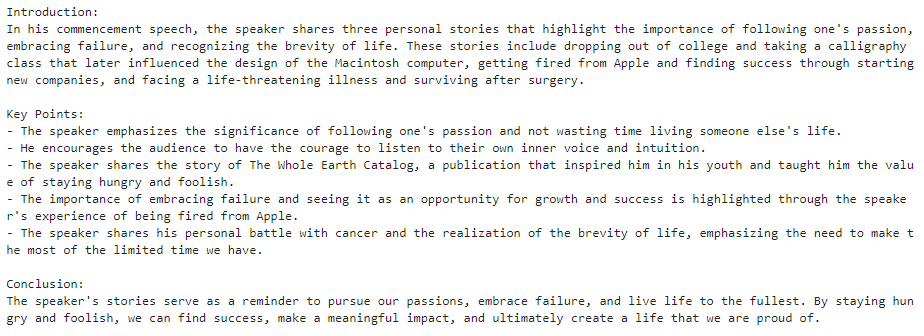 Introduction:
In his commencement speech, the speaker shares three personal stories that highlight the importance of following one's passion,
embracing failure, and recognizing the brevity of life. These stories include dropping out of college and taking a calligraphy
class that later influenced the design of the Macintosh computer, getting fired from Apple and finding success through starting
new companies, and facing a life-threatening illness and surviving after surgery.

Key Points:
- The speaker emphasizes the significance of following one's passion and not wasting time living someone else's life.
- He encourages the audience to have the courage to listen to their own inner voice and intuition.
- The speaker shares the story of The Whole Earth Catalog, a publication that inspired him in his youth and taught him the valu
e of staying hungry and foolish.
- The importance of embracing failure and seeing it as an opportunity for growth and success is highlighted through the speake
r's experience of being fired from Apple.
- The speaker shares his personal battle with cancer and the realization of the brevity of life, emphasizing the need to make t
he most of the limited time we have.

Conclusion:
The speaker's stories serve as a reminder to pursue our passions, embrace failure, and live life to the fullest. By staying hun
gry and foolish, we can find success, make a meaningful impact, and ultimately create a life that we are proud of.